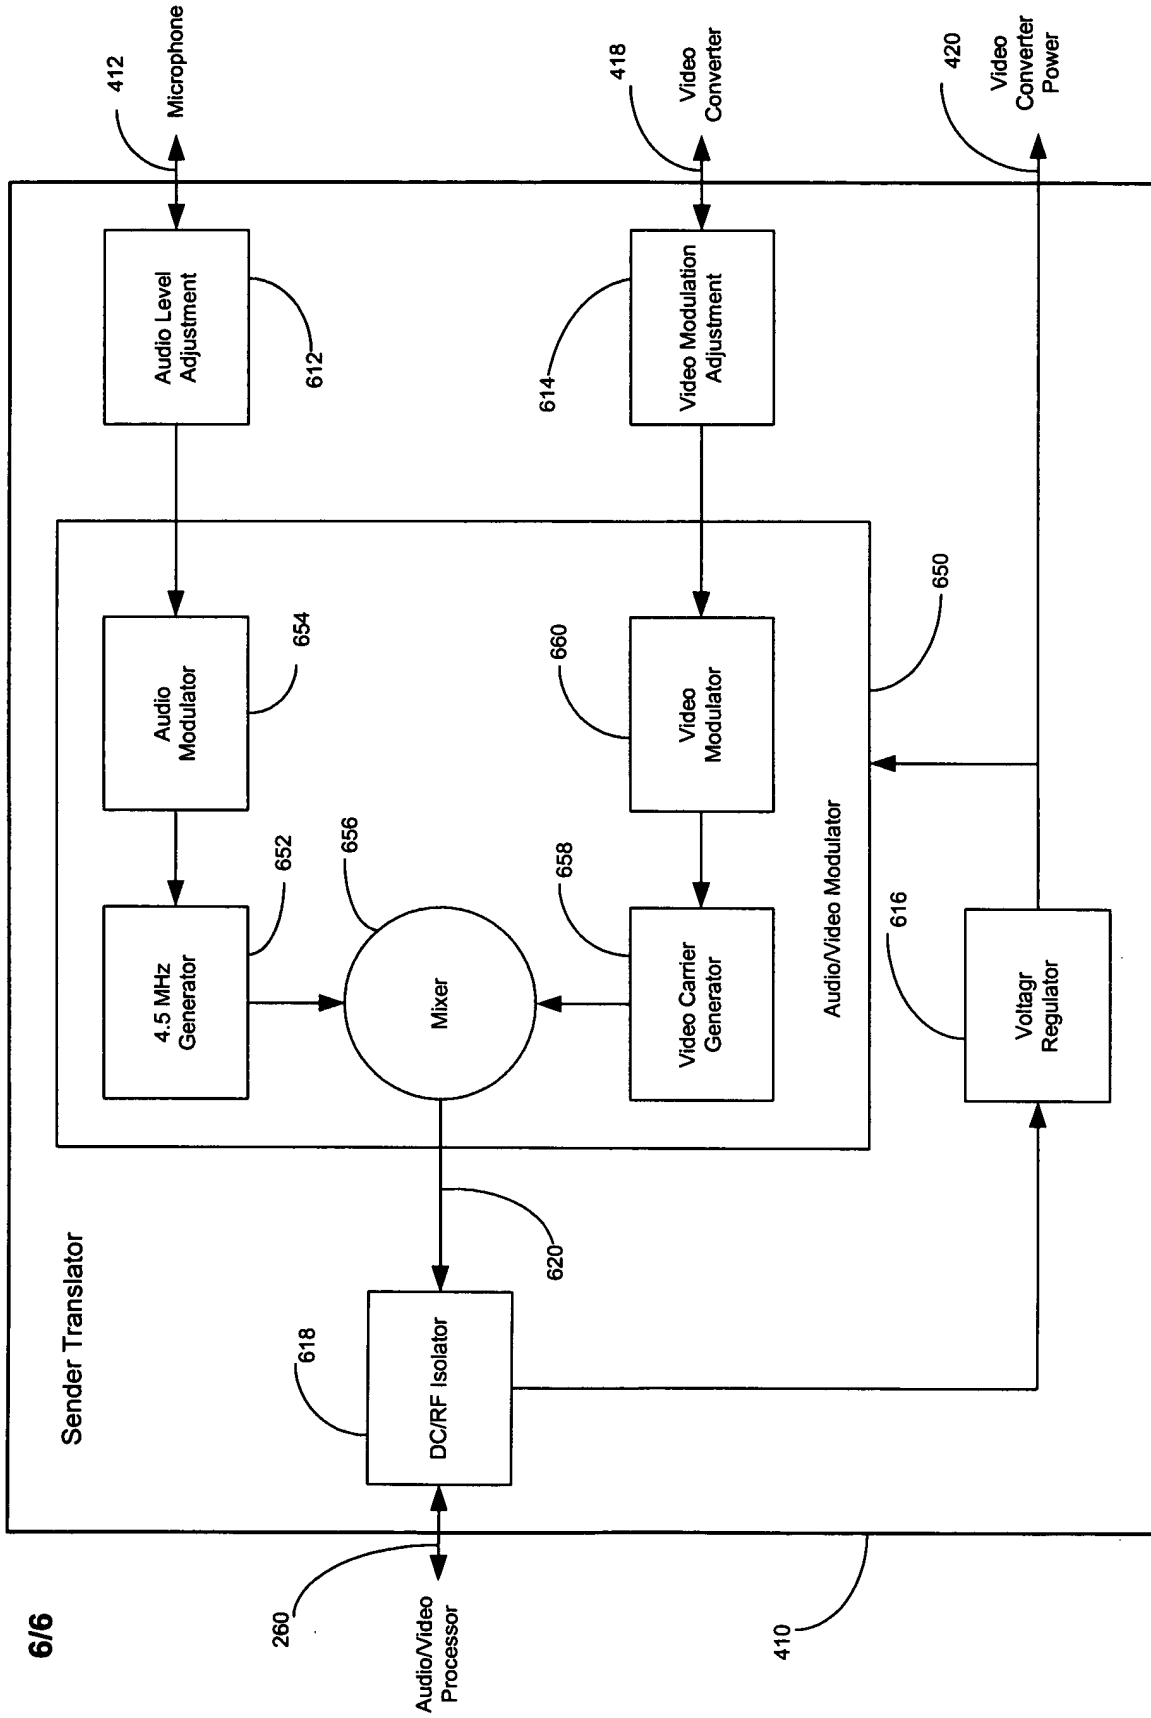 6/6
Sender Translator
260
Audio/Video
Processor
410
618
DC/RF Isolator
620
4.5 MHz
Generator
652
Audio
Modulator
654
Audio Level
Adjustment
612
412
Microphone
Mixer
656
Video Carrier
Generator
658
Video
Modulator
660
Video Modulation
Adjustment
614
418
Video
Converter
Audio/Video Modulator
650
Voltagr
Regulator
616
420
Video
Converter
Power